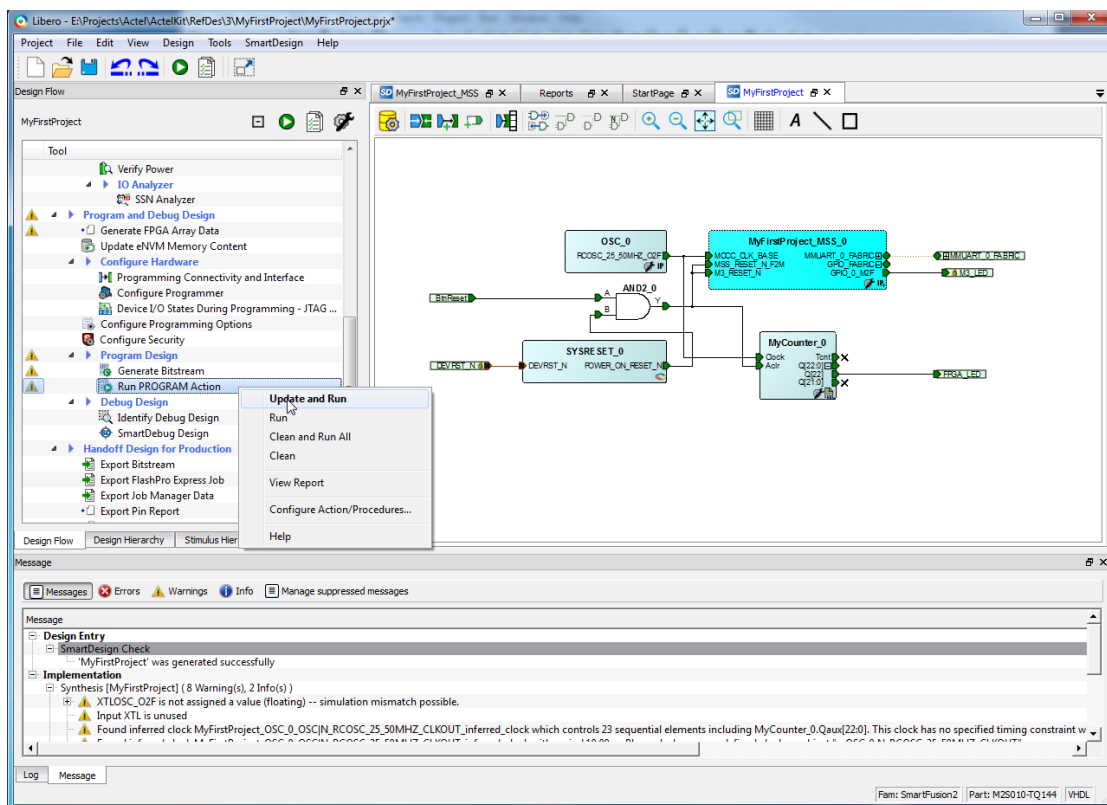 Libero - E:\Projects\Actel\ActelKit\RefDes\3\MyFirstProject\MyFirstProject.prjx*
Project File Edit View Design Tools SmartDesign Help
Design Flow
MyFirstProject
Tool
Verify Power
IO Analyzer
SSN Analyzer
Program and Debug Design
Generate FPGA Array Data
Update eNVM Memory Content
Configure Hardware
Programming Connectivity and Interface
Configure Programmer
Device I/O States During Programming - JTAG ...
Configure Programming Options
Configure Security
Program Design
Generate Bitstream
Run PROGRAM Action
Debug Design
Identify Debug Design
SmartDebug Design
Handoff Design for Production
Export Bitstream
Export FlashPro Express Job
Export Job Manager Data
Export Pin Report
Design Flow Design Hierarchy Stimulus Hier
Update and Run
Run
Clean and Run All
Clean
View Report
Configure Action/Procedures...
Help
MyFirstProject_MSS Reports StartPage MyFirstProject
OSC_0
RCOSC_25_50MHZ_O2F
IP
MyFirstProject_MSS_0
MCCC_CLK_BASE MMUART_0_FABRIC
MSS_RESET_N_F2M GPIO_FABRIC
M3_RESET_N GPIO_0_M2F
IP
MMUART_0_FABRIC
M3_LED
BtnReset
AND2_0
A
B
Y
DEVRST_N
SYSRESET_0
DEVRST_N POWER_ON_RESET_N
MyCounter_0
Clock Tcnt
Aclr Q[22:0]
Q[22]
Q[21:0]
FPGA_LED
Message
Messages Errors Warnings Info Manage suppressed messages
Message
Design Entry
SmartDesign Check
'MyFirstProject' was generated successfully
Implementation
Synthesis [MyFirstProject] ( 8 Warning(s), 2 Info(s) )
XTLOSC_O2F is not assigned a value (floating) -- simulation mismatch possible.
Input XTL is unused
Found inferred clock MyFirstProject_OSC_0_OSC|N_RCOSC_25_50MHZ_CLKOUT_inferred_clock which controls 23 sequential elements including MyCounter_0.Qaux[22:0]. This clock has no specified timing constraint w
Log Message
Fam: SmartFusion2 Part: M2S010-TQ144 VHDL